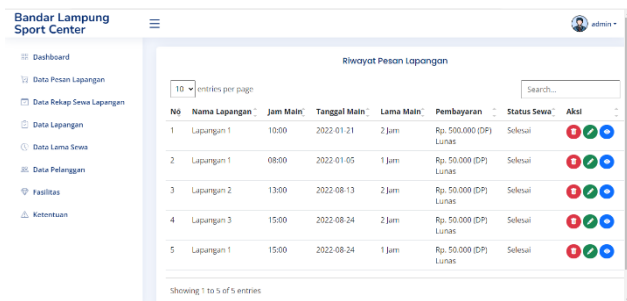 Bandar Lampung
Sport Center
admin
Dashboard
Data Pesan Lapangan
Data Rekap Sewa Lapangan
Data Lapangan
Data Lama Sewa
Data Pelanggan
Fasilitas
Ketentuan
Riwayat Pesan Lapangan
10 entries per page
Search...
No Nama Lapangan Jam Main Tanggal Main Lama Main Pembayaran Status Sewa Aksi
1 Lapangan 1 10:00 2022-01-21 2 Jam Rp. 500.000 (DP) Selesai
Lunas
2 Lapangan 1 08:00 2022-01-05 1 Jam Rp. 50.000 (DP) Selesai
Lunas
3 Lapangan 2 13:00 2022-08-13 2 Jam Rp. 50.000 (DP) Selesai
Lunas
4 Lapangan 3 15:00 2022-08-24 2 Jam Rp. 50.000 (DP) Selesai
Lunas
5 Lapangan 1 15:00 2022-08-24 1 Jam Rp. 50.000 (DP) Selesai
Lunas
Showing 1 to 5 of 5 entries